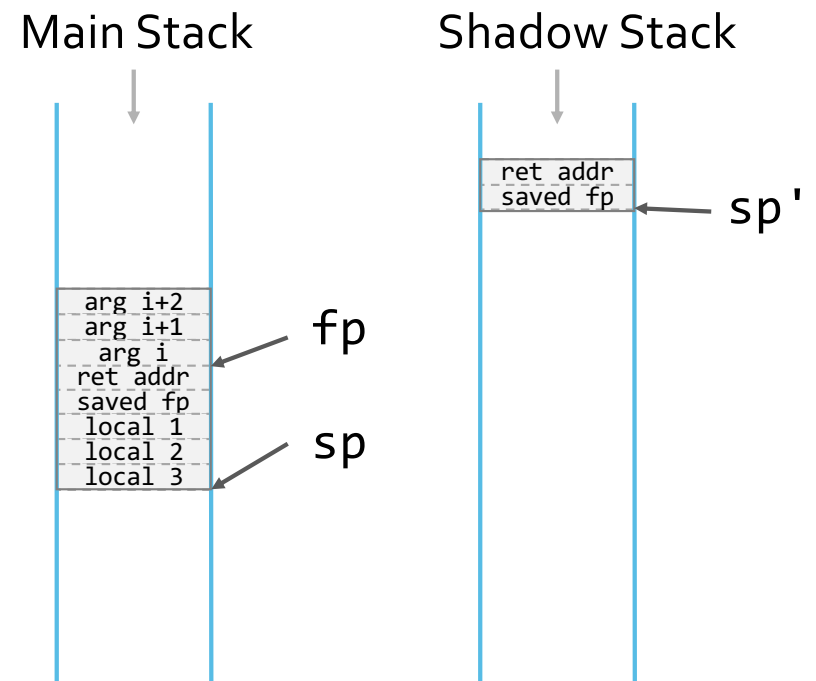 Main Stack
Shadow Stack
ret addr
saved fp
sp'
arg i+2
arg i+1
arg i
ret addr
saved fp
local 1
local 2
local 3
fp
sp